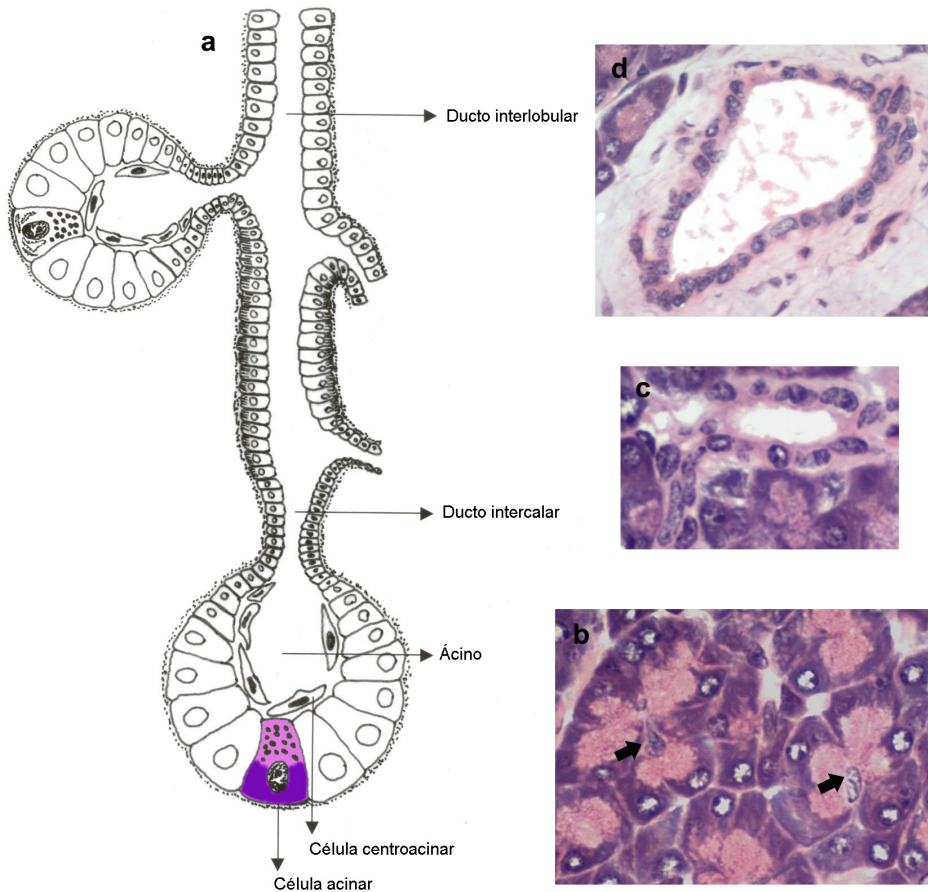 a
d
Ducto interlobular
c
Ducto intercalar
b
Ácino
Célula centroacinar
Célula acinar